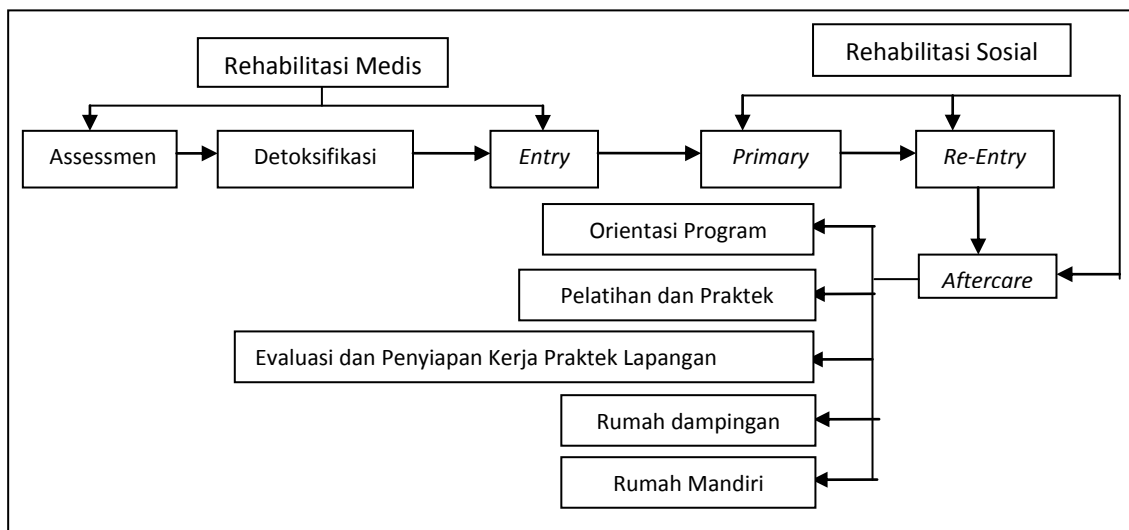 Rehabilitasi Medis
Rehabilitasi Sosial
Assessmen
Detoksifikasi
Entry
Primary
Re-Entry
Orientasi Program
Aftercare
Pelatihan dan Praktek
Evaluasi dan Penyiapan Kerja Praktek Lapangan
Rumah dampingan
Rumah Mandiri